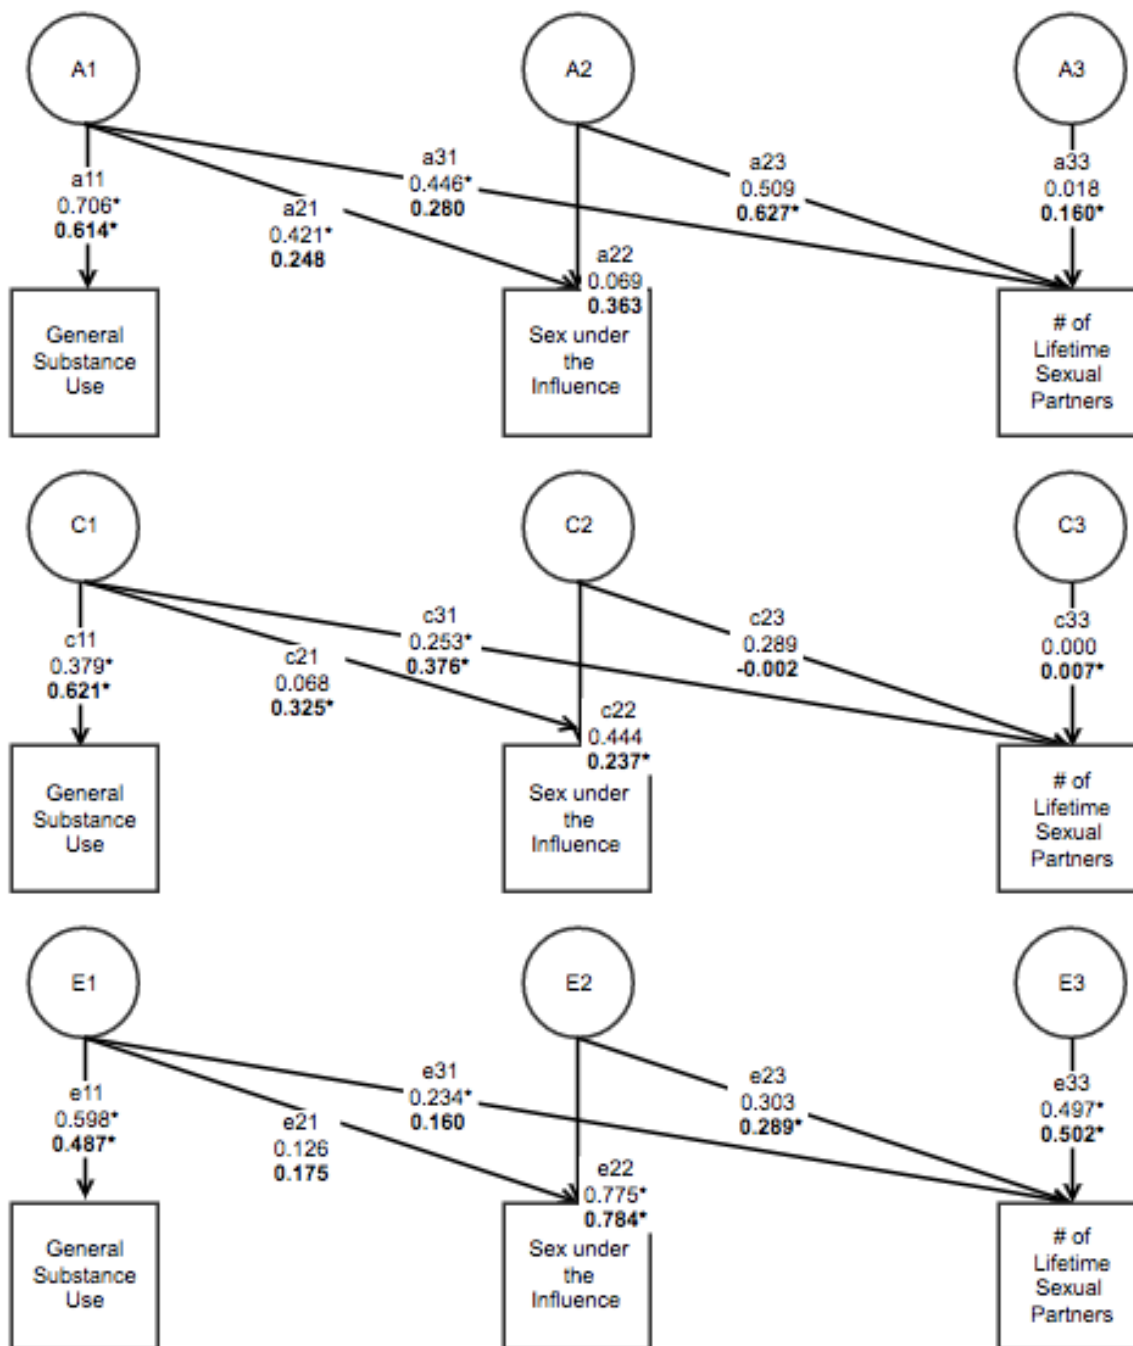 A1
A2
A3
a11
0.706*
0.614*
a21
0.421*
0.248
a31
0.446*
0.280
a22
0.069
0.363
a23
0.509
0.627*
a33
0.018
0.160*
General
Substance
Use
Sex under
the
Influence
# of
Lifetime
Sexual
Partners
C1
C2
C3
c11
0.379*
0.621*
c21
0.068
0.325*
c31
0.253*
0.376*
c22
0.444
0.237*
c23
0.289
-0.002
c33
0.000
0.007*
General
Substance
Use
Sex under
the
Influence
# of
Lifetime
Sexual
Partners
E1
E2
E3
e11
0.598*
0.487*
e21
0.126
0.175
e31
0.234*
0.160
e22
0.775*
0.784*
e23
0.303
0.289*
e33
0.497*
0.502*
General
Substance
Use
Sex under
the
Influence
# of
Lifetime
Sexual
Partners